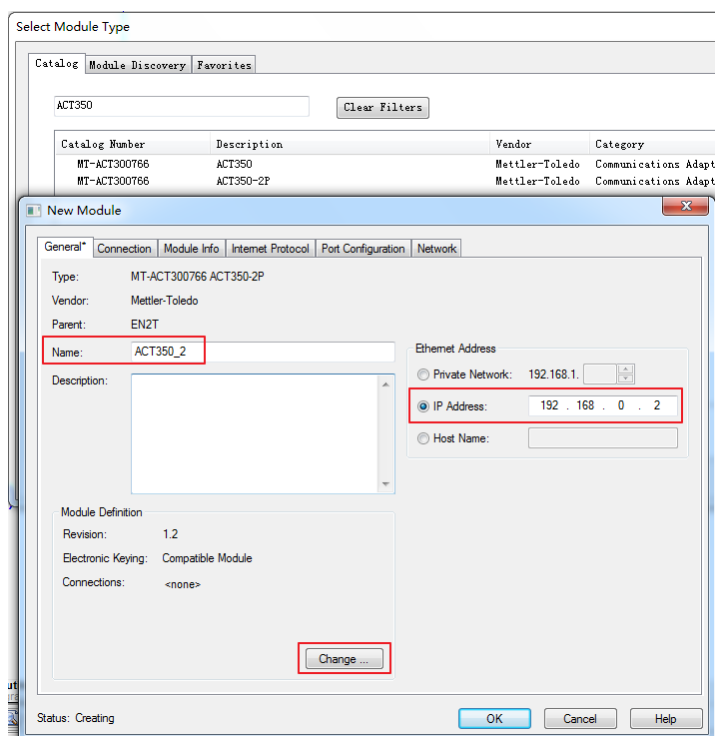 Select Module Type
Catalog Module Discovery Favorites
ACT350 Clear Filters
Catalog Number Description Vendor Category
MT-ACT300766 ACT350 Mettler-Toledo Communications Adapt
MT-ACT300766 ACT350-2P Mettler-Toledo Communications Adapt
New Module
General* Connection Module Info Internet Protocol Port Configuration Network
Type: MT-ACT300766 ACT350-2P
Vendor: Mettler-Toledo
Parent: EN2T
Name: ACT350_2
Description:
Ethernet Address
Private Network: 192.168.1.
IP Address: 192 . 168 . 0 . 2
Host Name:
Module Definition
Revision: 1.2
Electronic Keying: Compatible Module
Connections: <none>
Change ...
Status: Creating OK Cancel Help